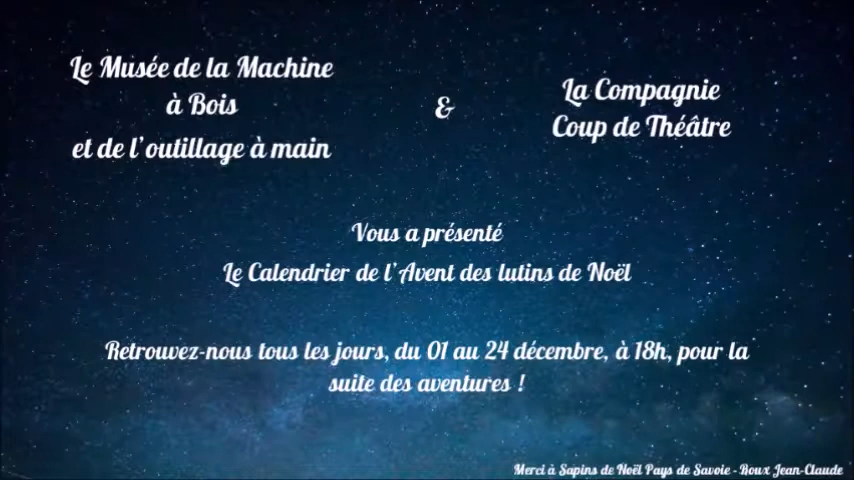 Le Musée de la Machine
à Bois
et de l'outillage à main
&
La Compagnie
Coup de Théâtre
Vous a présenté
Le Calendrier de l'Avent des lutins de Noël
Retrouvez-nous tous les jours, du 01 au 24 décembre, à 18h, pour la
suite des aventures !
Merci à Sapins de Noël Pays de Savoie - Roux Jean-Claude